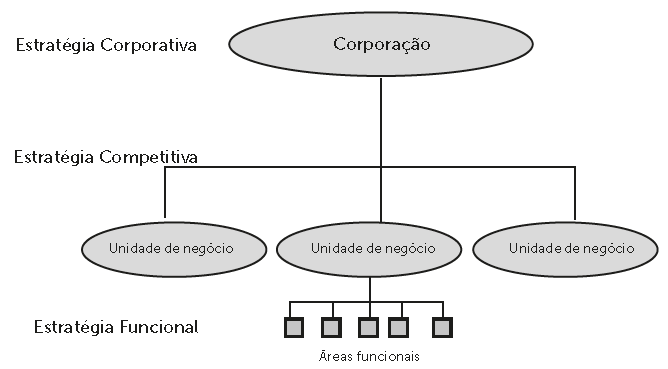 Estratégia Corporativa
Corporação
Estratégia Competitiva
Unidade de negócio
Unidade de negócio
Unidade de negócio
Estratégia Funcional
Áreas funcionais